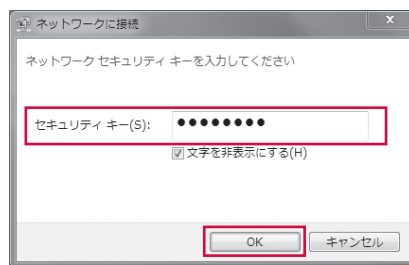 ネットワークに接続
ネットワーク セキュリティ キーを入力してください
セキュリティ キー(S): ●●●●●●●●
文字を非表示にする(H)
OK キャンセル